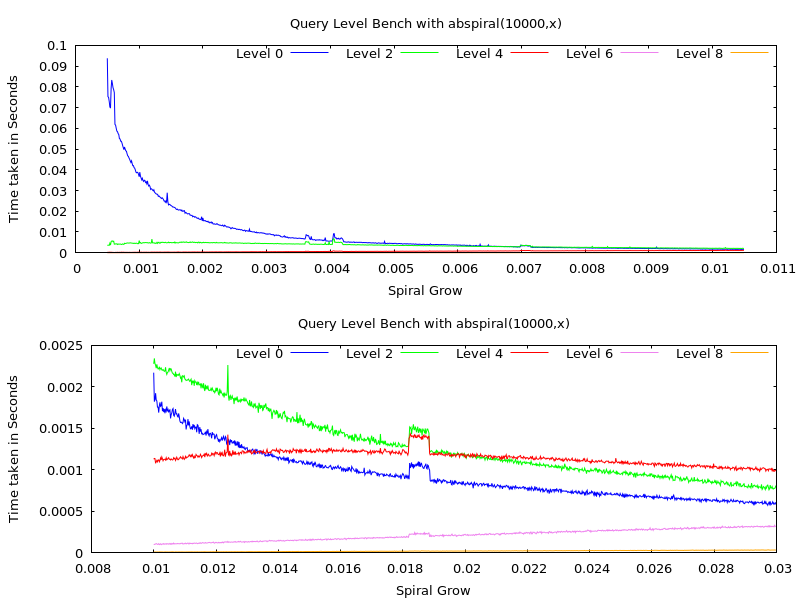 Query Level Bench with abspiral(10000,x)
Level 0 Level 2 Level 4 Level 6 Level 8
Time taken in Seconds
0.1
0.09
0.08
0.07
0.06
0.05
0.04
0.03
0.02
0.01
0
0 0.001 0.002 0.003 0.004 0.005 0.006 0.007 0.008 0.009 0.01 0.011
Spiral Grow
Query Level Bench with abspiral(10000,x)
Level 0 Level 2 Level 4 Level 6 Level 8
Time taken in Seconds
0.0025
0.002
0.0015
0.001
0.0005
0
0.008 0.01 0.012 0.014 0.016 0.018 0.02 0.022 0.024 0.026 0.028 0.03
Spiral Grow